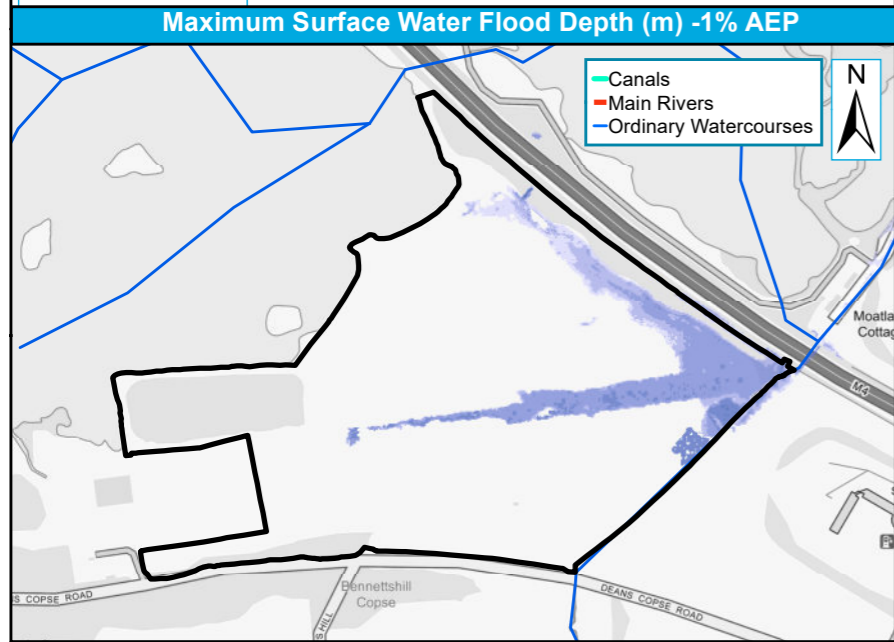 Maximum Surface Water Flood Depth (m) -1% AEP
Canals
Main Rivers
Ordinary Watercourses
N
Moatla
Cottag
M4
Bennettshill
Copse
S COPSE ROAD
S HILL
DEANS COPSE ROAD